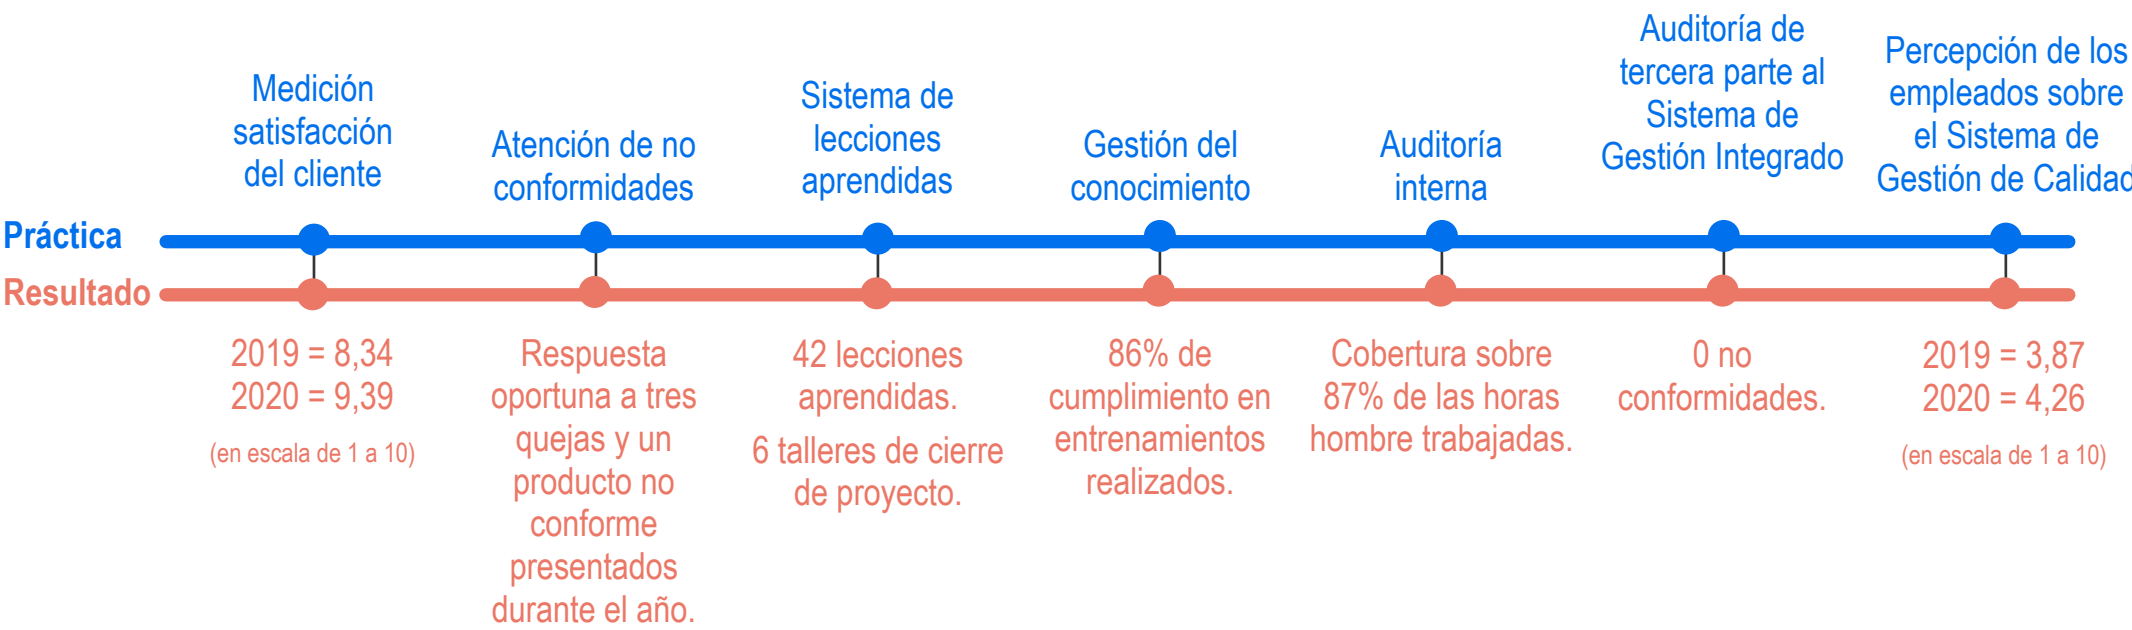 Medición
satisfacción
del cliente
Atención de no
conformidades
Sistema de
lecciones
aprendidas
Gestión del
conocimiento
Auditoría
interna
Auditoría de
tercera parte al
Sistema de
Gestión Integrado
Percepción de los
empleados sobre
el Sistema de
Gestión de Calidad
Práctica
Resultado
2019 = 8,34
2020 = 9,39
(en escala de 1 a 10)
Respuesta
oportuna a tres
quejas y un
producto no
conforme
presentados
durante el año.
42 lecciones
aprendidas.
6 talleres de cierre
de proyecto.
86% de
cumplimiento en
entrenamientos
realizados.
Cobertura sobre
87% de las horas
hombre trabajadas.
0 no
conformidades.
2019 = 3,87
2020 = 4,26
(en escala de 1 a 10)